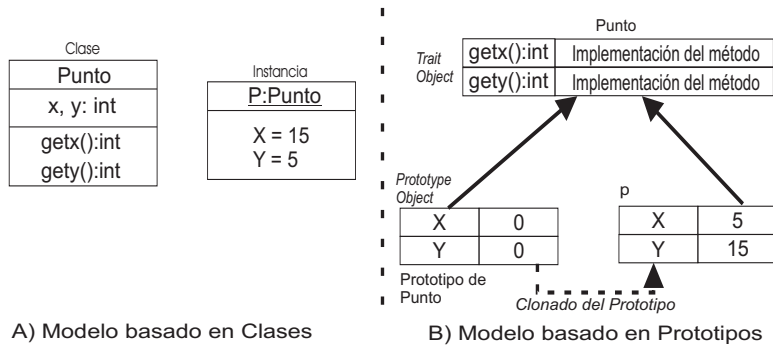 Clase
Punto
x, y: int
getx():int
gety():int
Instancia
P:Punto
X = 15
Y = 5
A) Modelo basado en Clases
Punto
Trait
Object
getx():int Implementación del método
gety():int Implementación del método
Prototype
Object
X 0
Y 0
Prototipo de
Punto
p
X 5
Y 15
Clonado del Prototipo
B) Modelo basado en Prototipos